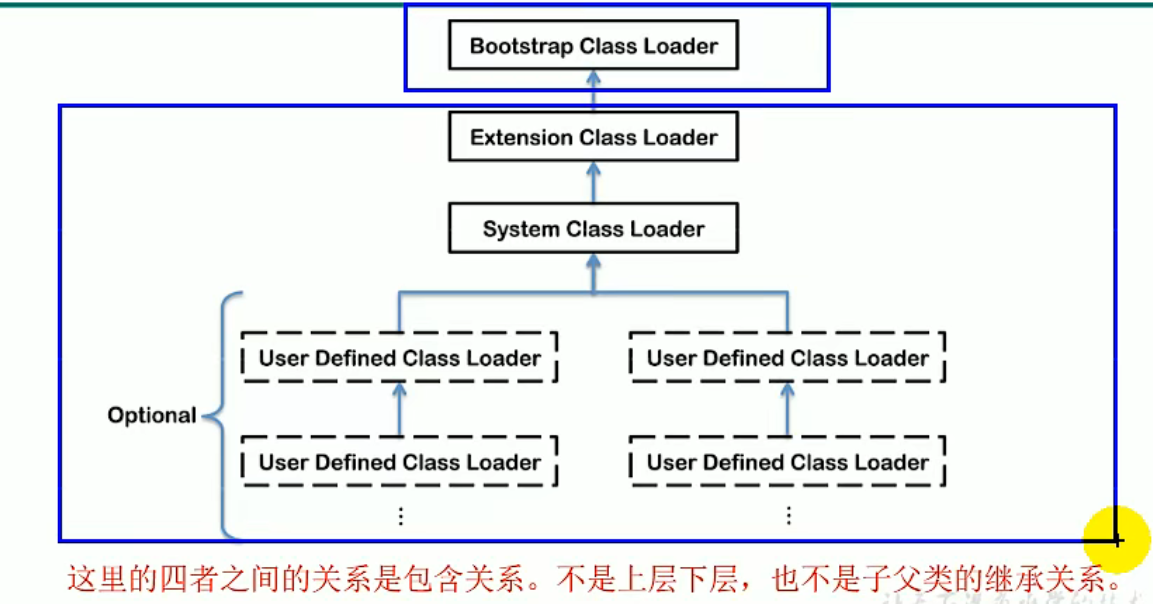 Bootstrap Class Loader
Extension Class Loader
System Class Loader
User Defined Class Loader
User Defined Class Loader
Optional
User Defined Class Loader
User Defined Class Loader
⋮
⋮
这里的四者之间的关系是包含关系。不是上层下层，也不是子父类的继承关系。